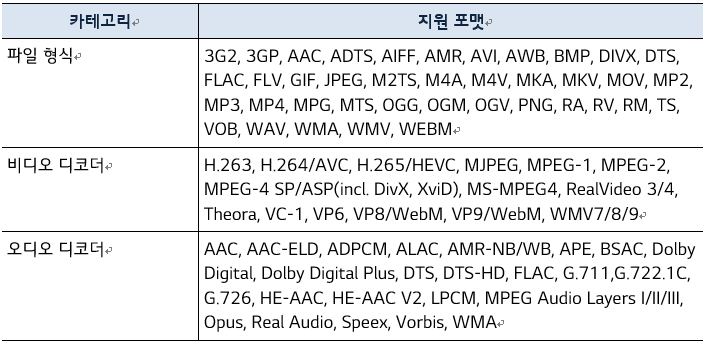 카테고리 지원 포맷
파일 형식 3G2, 3GP, AAC, ADTS, AIFF, AMR, AVI, AWB, BMP, DIVX, DTS,
FLAC, FLV, GIF, JPEG, M2TS, M4A, M4V, MKA, MKV, MOV, MP2,
MP3, MP4, MPG, MTS, OGG, OGM, OGV, PNG, RA, RV, RM, TS,
VOB, WAV, WMA, WMV, WEBM
비디오 디코더 H.263, H.264/AVC, H.265/HEVC, MJPEG, MPEG-1, MPEG-2,
MPEG-4 SP/ASP(incl. DivX, XviD), MS-MPEG4, RealVideo 3/4,
Theora, VC-1, VP6, VP8/WebM, VP9/WebM, WMV7/8/9
오디오 디코더 AAC, AAC-ELD, ADPCM, ALAC, AMR-NB/WB, APE, BSAC, Dolby
Digital, Dolby Digital Plus, DTS, DTS-HD, FLAC, G.711,G.722.1C,
G.726, HE-AAC, HE-AAC V2, LPCM, MPEG Audio Layers I/II/III,
Opus, Real Audio, Speex, Vorbis, WMA